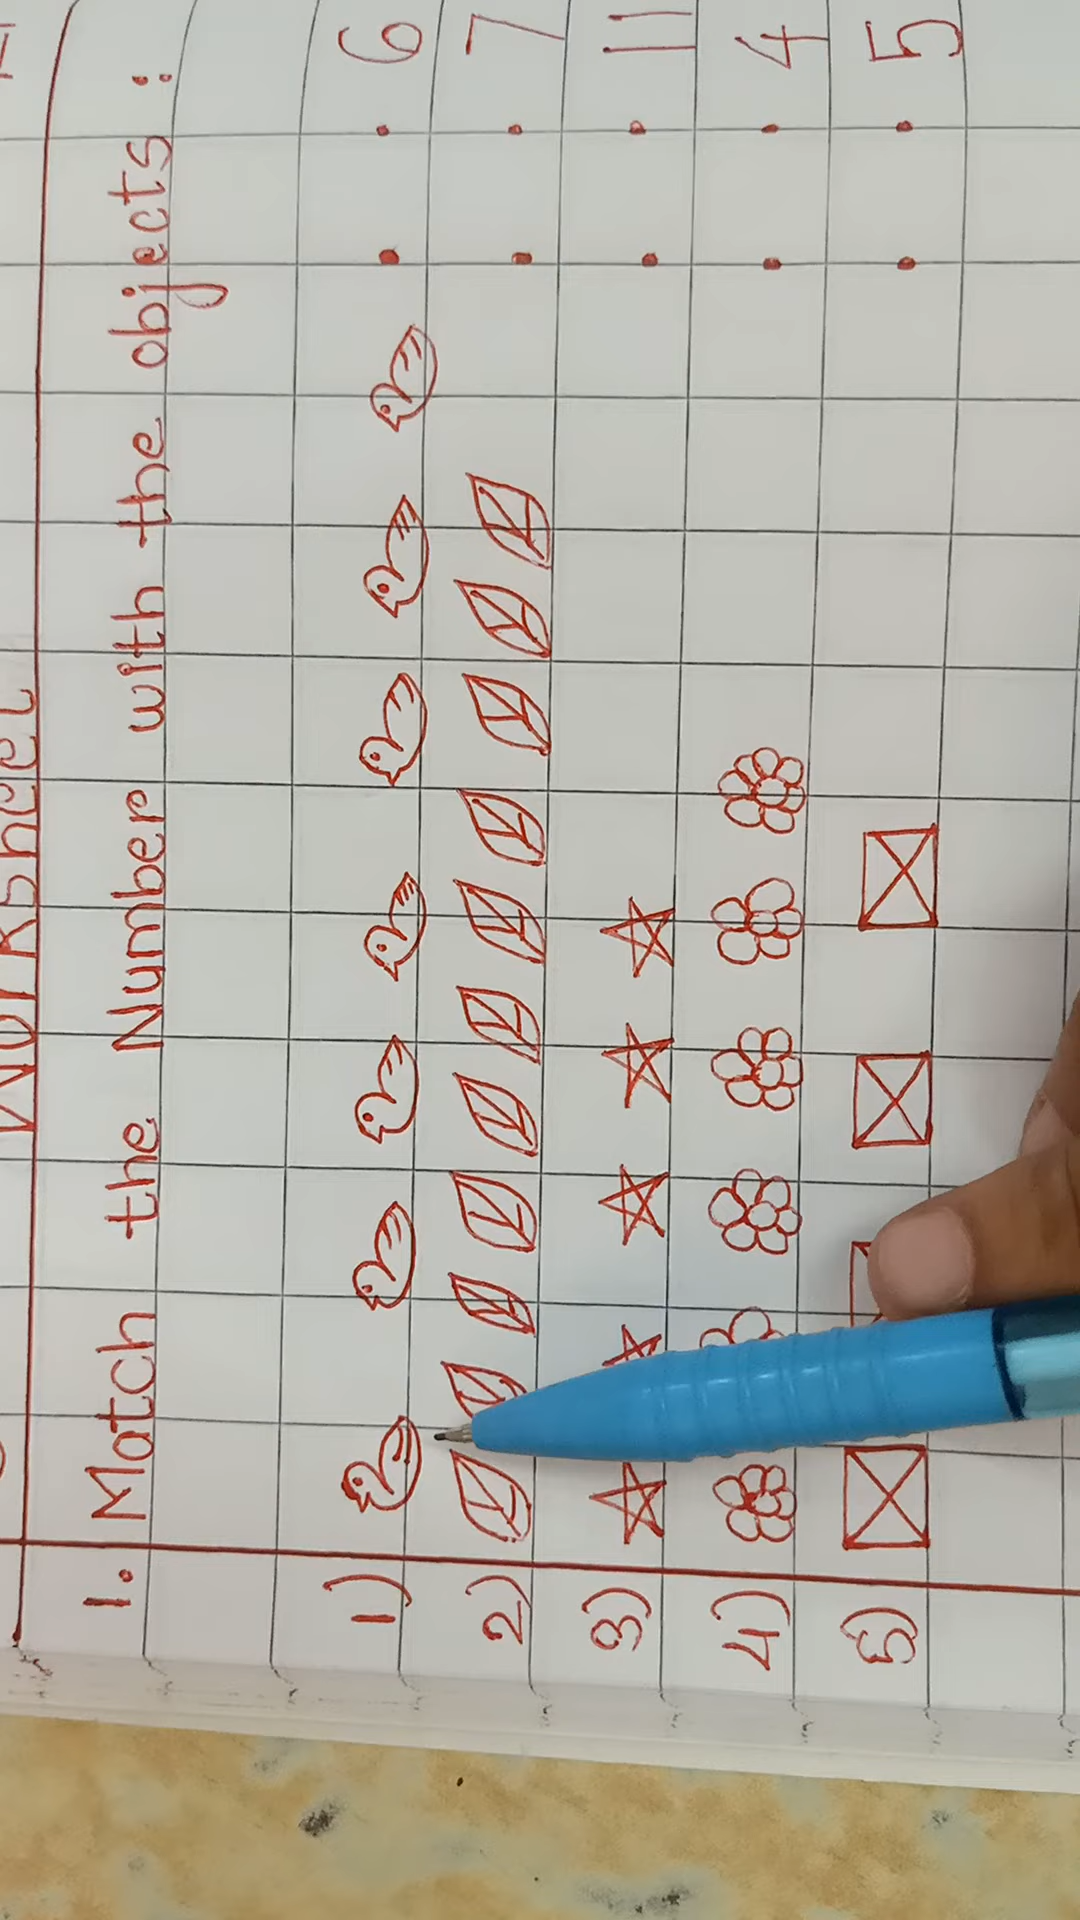 Worksheet
1. Match the Number with the objects :
1) 6
2) 7
3) 11
4) 4
5) 5